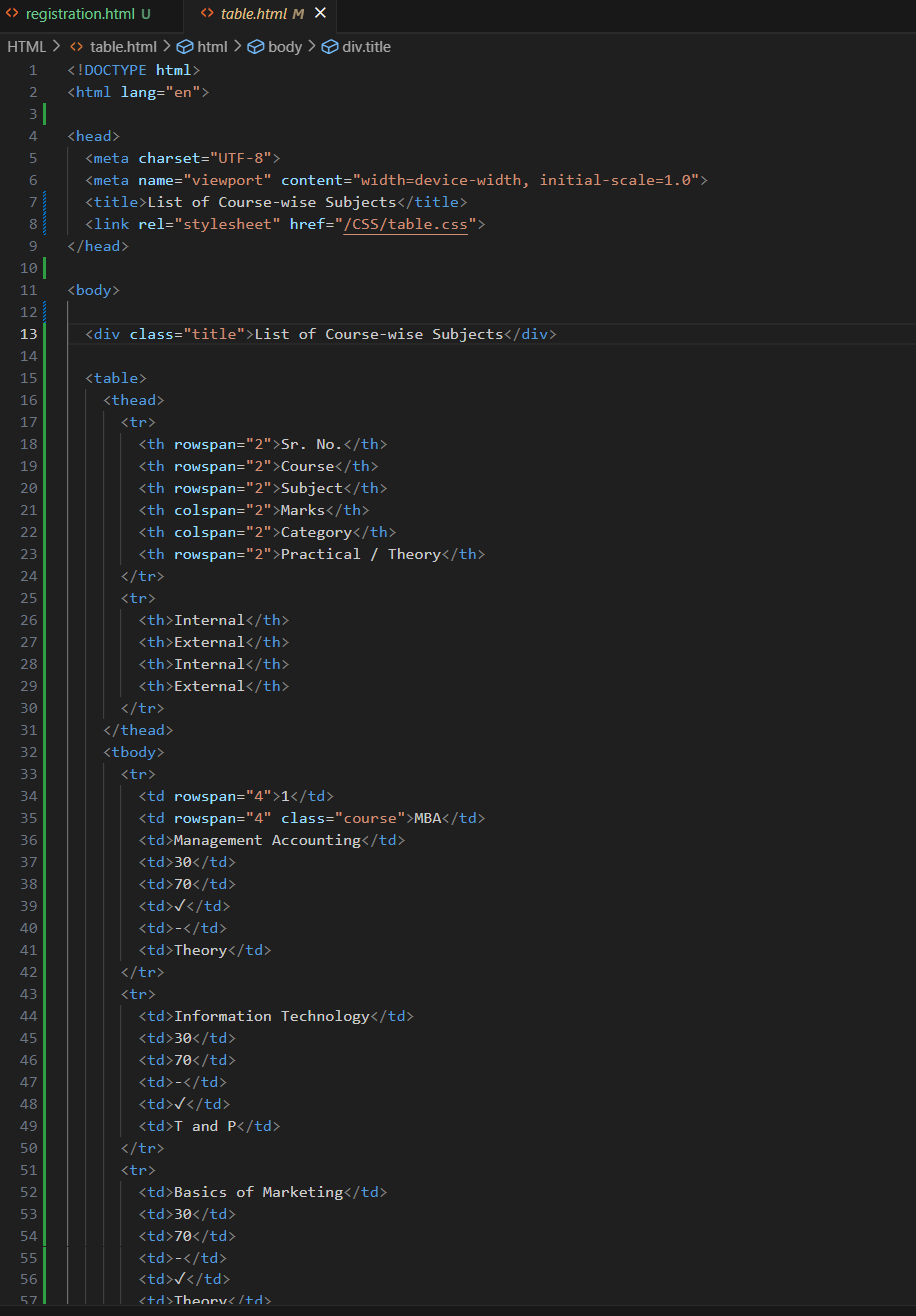 registration.html U table.html M
HTML > table.html > html > body > div.title
1 <!DOCTYPE html>
2 <html lang="en">
3
4 <head>
5 <meta charset="UTF-8">
6 <meta name="viewport" content="width=device-width, initial-scale=1.0">
7 <title>List of Course-wise Subjects</title>
8 <link rel="stylesheet" href="/CSS/table.css">
9 </head>
10
11 <body>
12
13 <div class="title">List of Course-wise Subjects</div>
14
15 <table>
16 <thead>
17 <tr>
18 <th rowspan="2">Sr. No.</th>
19 <th rowspan="2">Course</th>
20 <th rowspan="2">Subject</th>
21 <th colspan="2">Marks</th>
22 <th colspan="2">Category</th>
23 <th rowspan="2">Practical / Theory</th>
24 </tr>
25 <tr>
26 <th>Internal</th>
27 <th>External</th>
28 <th>Internal</th>
29 <th>External</th>
30 </tr>
31 </thead>
32 <tbody>
33 <tr>
34 <td rowspan="4">1</td>
35 <td rowspan="4" class="course">MBA</td>
36 <td>Management Accounting</td>
37 <td>30</td>
38 <td>70</td>
39 <td>✓</td>
40 <td>-</td>
41 <td>Theory</td>
42 </tr>
43 <tr>
44 <td>Information Technology</td>
45 <td>30</td>
46 <td>70</td>
47 <td>-</td>
48 <td>✓</td>
49 <td>T and P</td>
50 </tr>
51 <tr>
52 <td>Basics of Marketing</td>
53 <td>30</td>
54 <td>70</td>
55 <td>-</td>
56 <td>✓</td>
57 <td>Theory</td>